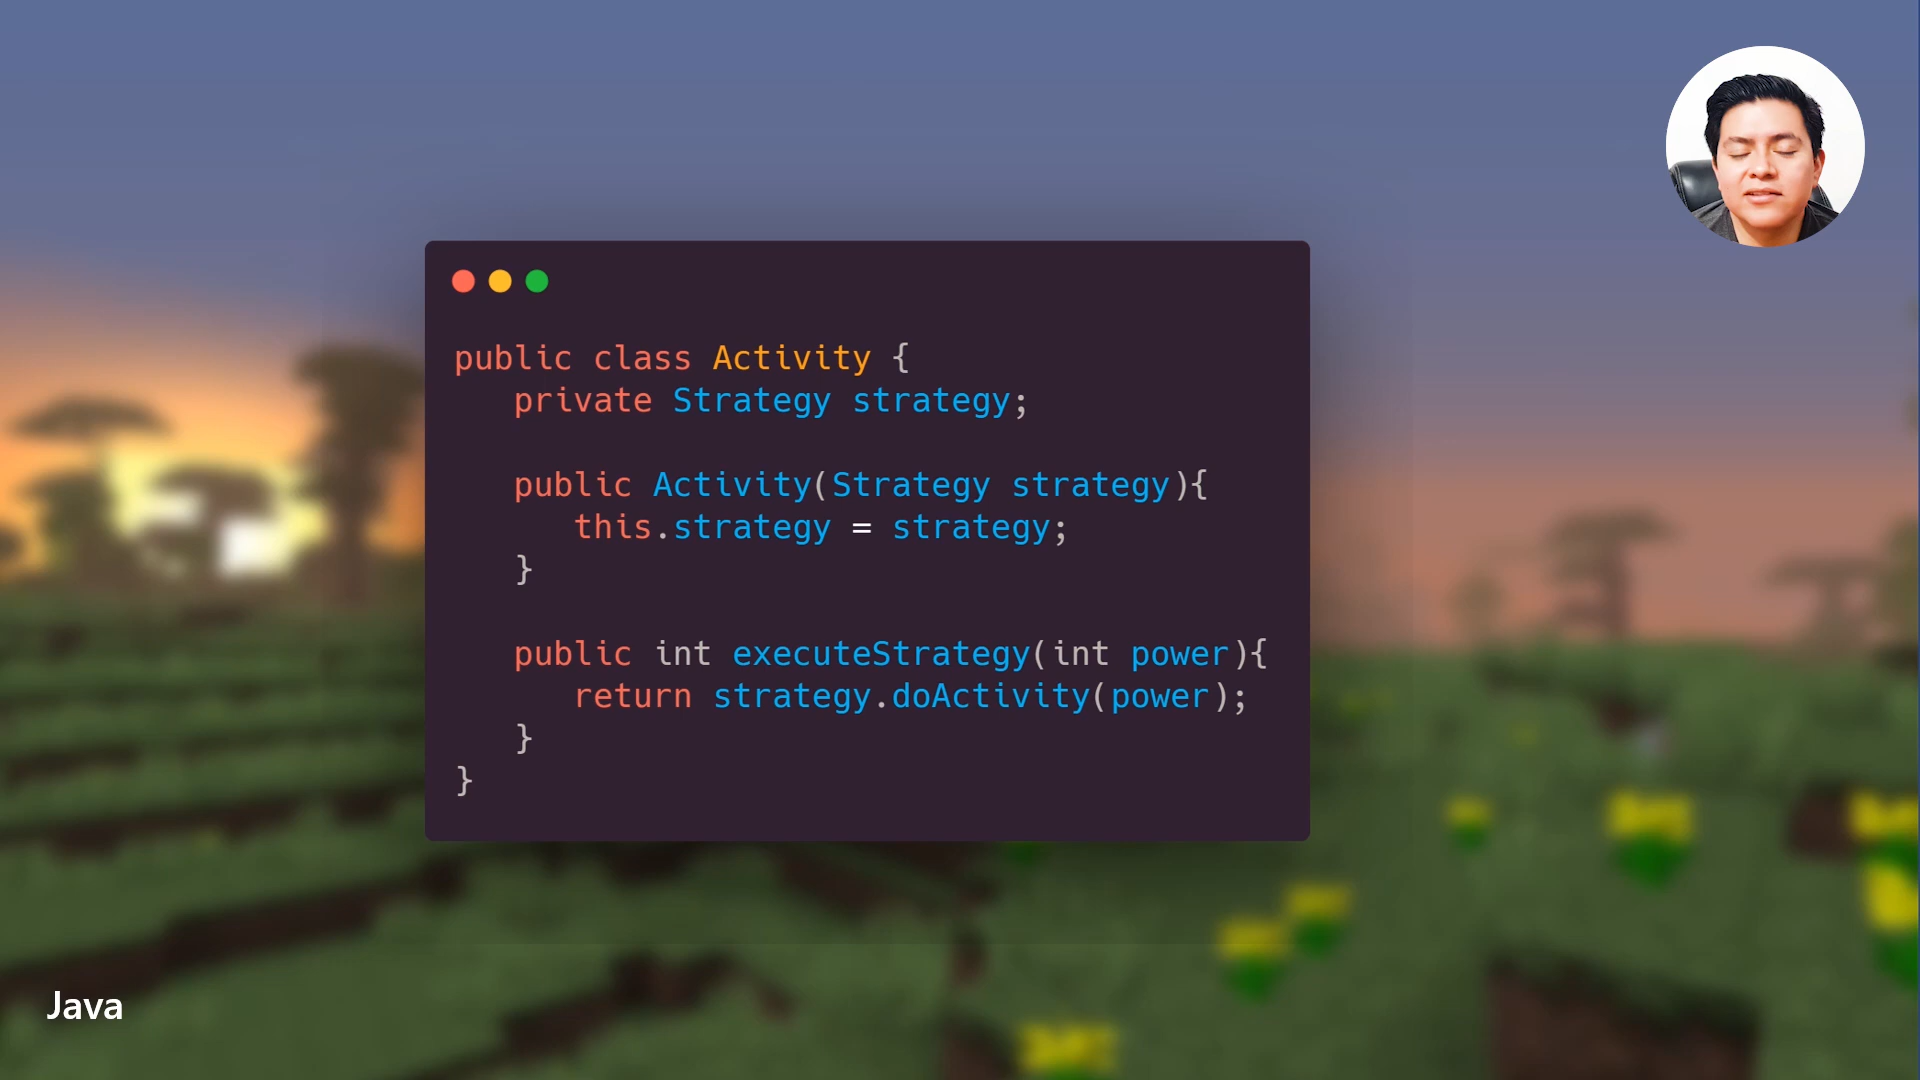 public class Activity {
private Strategy strategy;
public Activity(Strategy strategy){
this.strategy = strategy;
}
public int executeStrategy(int power){
return strategy.doActivity(power);
}
}
Java